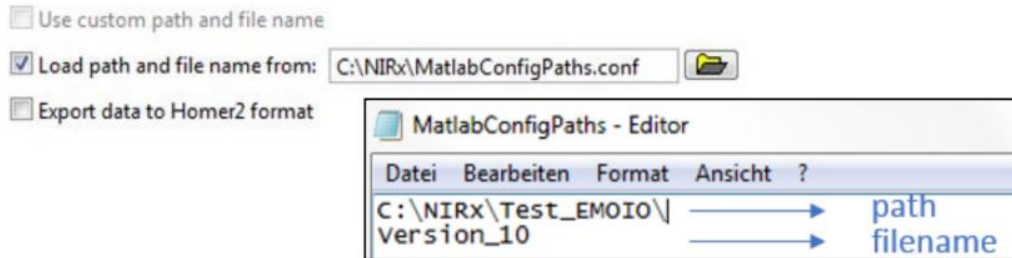 Use custom path and file name
Load path and file name from: C:\NIRx\MatlabConfigPaths.conf
Export data to Homer2 format
MatlabConfigPaths - Editor
Datei Bearbeiten Format Ansicht ?
C:\NIRx\Test_EMOIO\ path
Version_10 filename